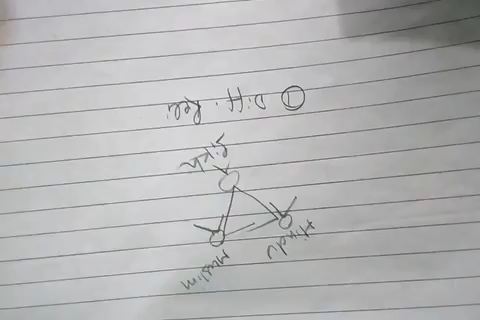 Muslim
Hindu
Sikh
① Diff. Reli